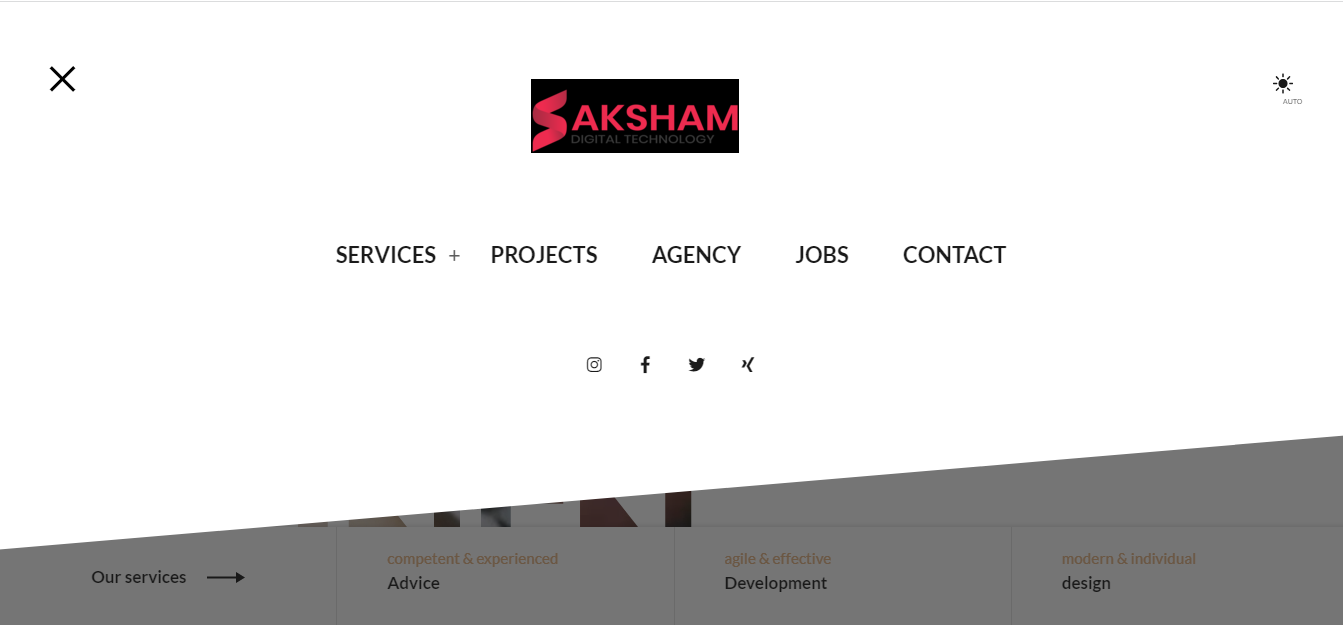 AKSHAM
DIGITAL TECHNOLOGY
AUTO
SERVICES + PROJECTS AGENCY JOBS CONTACT
Our services
competent & experienced
Advice
agile & effective
Development
modern & individual
design